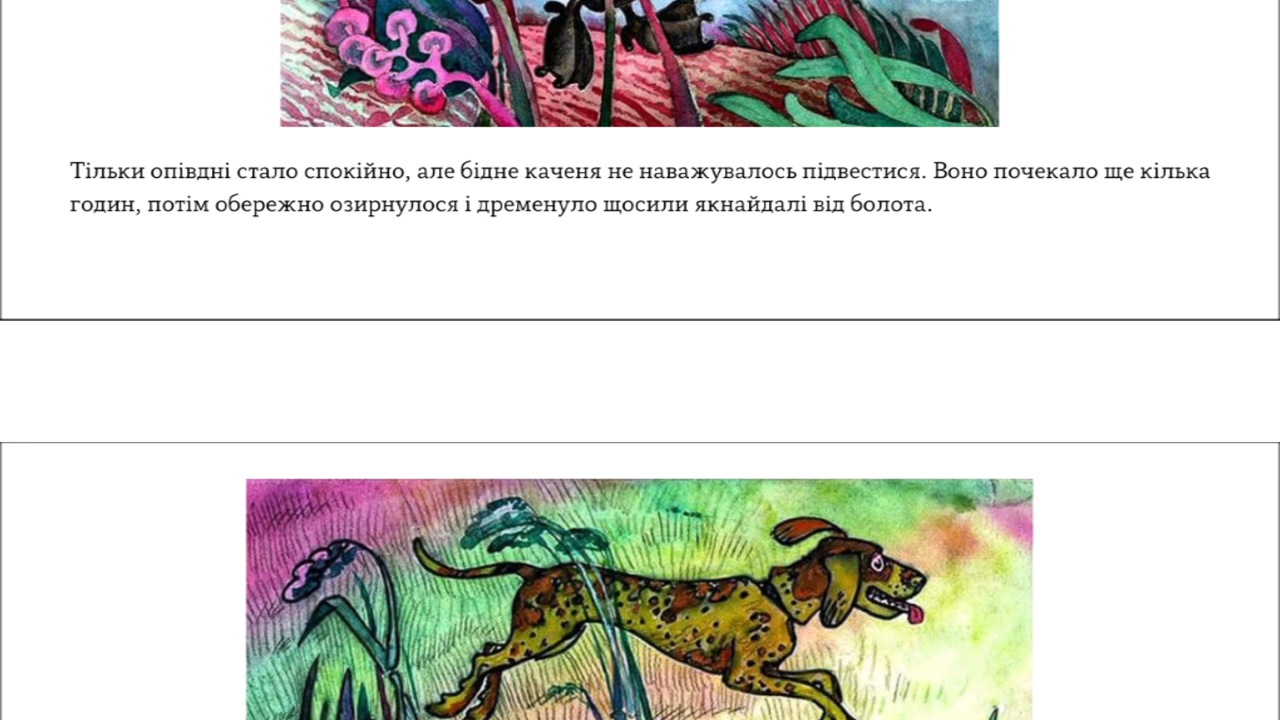 Тільки опівдні стало спокійно, але бідне каченя не наважувалось підвестися. Воно почекало ще кілька
годин, потім обережно озирнулося і дременуло щосили якнайдалі від болота.